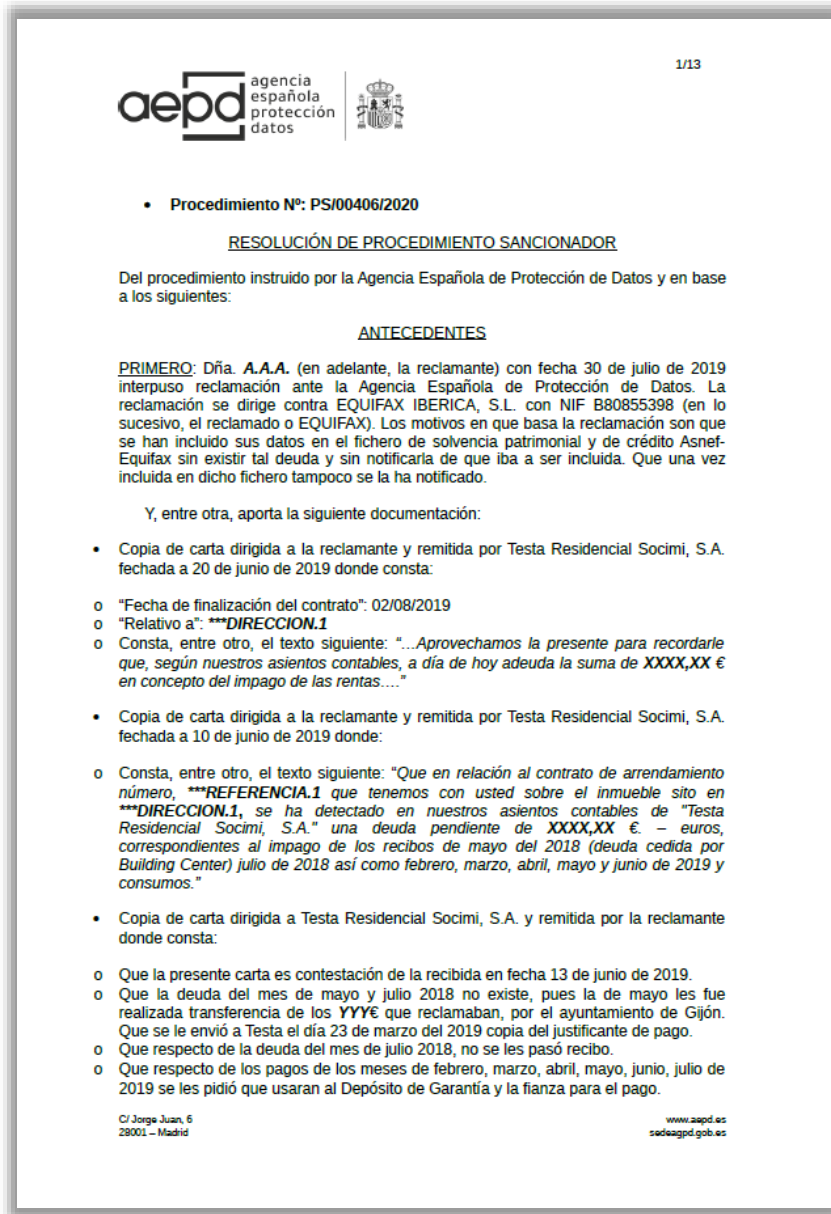 1/13
aepd agencia
española
protección
datos
• Procedimiento Nº: PS/00406/2020
RESOLUCIÓN DE PROCEDIMIENTO SANCIONADOR
Del procedimiento instruido por la Agencia Española de Protección de Datos y en base
a los siguientes:
ANTECEDENTES
PRIMERO: Dña. A.A.A. (en adelante, la reclamante) con fecha 30 de julio de 2019
interpuso reclamación ante la Agencia Española de Protección de Datos. La
reclamación se dirige contra EQUIFAX IBERICA, S.L. con NIF B80855398 (en lo
sucesivo, el reclamado o EQUIFAX). Los motivos en que basa la reclamación son que
se han incluido sus datos en el fichero de solvencia patrimonial y de crédito Asnef-
Equifax sin existir tal deuda y sin notificarla de que iba a ser incluida. Que una vez
incluida en dicho fichero tampoco se la ha notificado.
Y, entre otra, aporta la siguiente documentación:
• Copia de carta dirigida a la reclamante y remitida por Testa Residencial Socimi, S.A.
fechada a 20 de junio de 2019 donde consta:
o “Fecha de finalización del contrato”: 02/08/2019
o “Relativo a”: ***DIRECCION.1
o Consta, entre otro, el texto siguiente: “…Aprovechamos la presente para recordarle
que, según nuestros asientos contables, a día de hoy adeuda la suma de XXXX,XX €
en concepto del impago de las rentas….”
• Copia de carta dirigida a la reclamante y remitida por Testa Residencial Socimi, S.A.
fechada a 10 de junio de 2019 donde:
o Consta, entre otro, el texto siguiente: “Que en relación al contrato de arrendamiento
número, ***REFERENCIA.1 que tenemos con usted sobre el inmueble sito en
***DIRECCION.1, se ha detectado en nuestros asientos contables de "Testa
Residencial Socimi, S.A." una deuda pendiente de XXXX,XX €. – euros,
correspondientes al impago de los recibos de mayo del 2018 (deuda cedida por
Building Center) julio de 2018 así como febrero, marzo, abril, mayo y junio de 2019 y
consumos.”
• Copia de carta dirigida a Testa Residencial Socimi, S.A. y remitida por la reclamante
donde consta:
o Que la presente carta es contestación de la recibida en fecha 13 de junio de 2019.
o Que la deuda del mes de mayo y julio 2018 no existe, pues la de mayo les fue
realizada transferencia de los YYY€ que reclamaban, por el ayuntamiento de Gijón.
Que se le envió a Testa el día 23 de marzo del 2019 copia del justificante de pago.
o Que respecto de la deuda del mes de julio 2018, no se les pasó recibo.
o Que respecto de los pagos de los meses de febrero, marzo, abril, mayo, junio, julio de
2019 se les pidió que usaran al Depósito de Garantía y la fianza para el pago.
C/ Jorge Juan, 6
28001 – Madrid
www.aepd.es
sedeagpd.gob.es